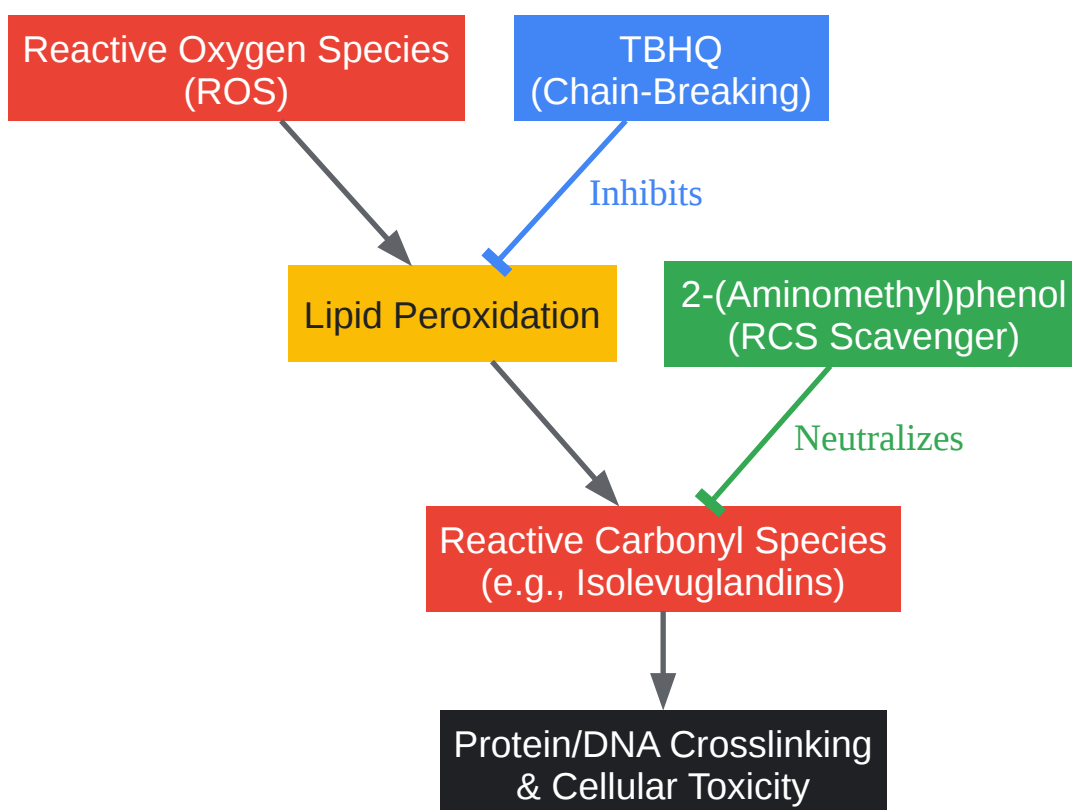 Reactive Oxygen Species
(ROS)
TBHQ
(Chain-Breaking)
Inhibits
Lipid Peroxidation
2-(Aminomethyl)phenol
(RCS Scavenger)
Neutralizes
Reactive Carbonyl Species
(e.g., Isolevuglandins)
Protein/DNA Crosslinking
& Cellular Toxicity